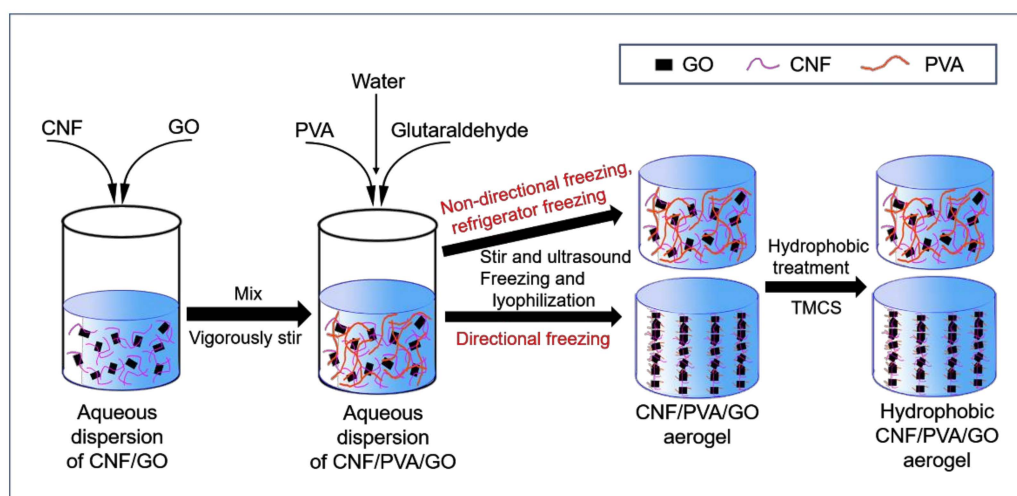 GO CNF PVA
Water
CNF GO
PVA Glutaraldehyde
Non-directional freezing,
refrigerator freezing
Stir and ultrasound
Freezing and
lyophilization
Directional freezing
Mix
Vigorously stir
Hydrophobic
treatment
TMCS
Aqueous
dispersion
of CNF/GO
Aqueous
dispersion
of CNF/PVA/GO
CNF/PVA/GO
aerogel
Hydrophobic
CNF/PVA/GO
aerogel